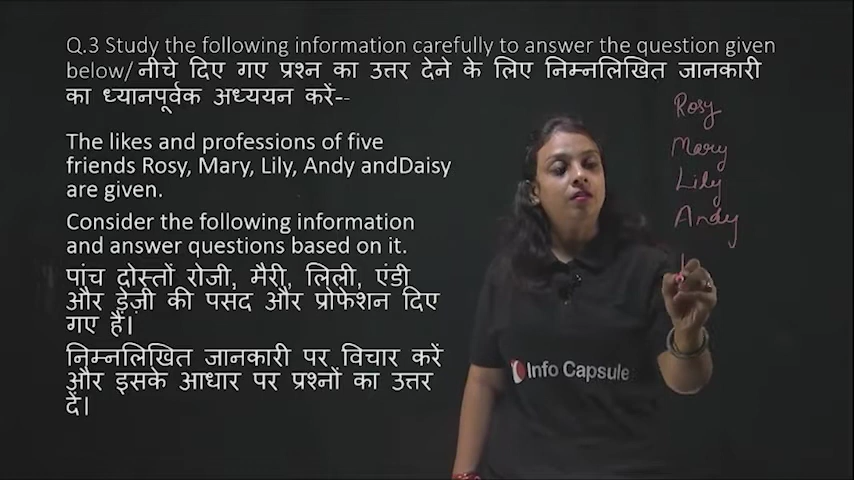 Q.3 Study the following information carefully to answer the question given
below/ नीचे दिए गए प्रश्न का उत्तर देने के लिए निम्नलिखित जानकारी
का ध्यानपूर्वक अध्ययन करें--
The likes and professions of five
friends Rosy, Mary, Lily, Andy andDaisy
are given.
Consider the following information
and answer questions based on it.
पांच दोस्तों रोजी, मैरी, लिली, एंडी
और डेज़ी की पसद और प्रोफेशन दिए
गए हैं।
निम्नलिखित जानकारी पर विचार करें
और इसके आधार पर प्रश्नों का उत्तर
दें।
Rosy
Mary
Lily
Andy
Info Capsule